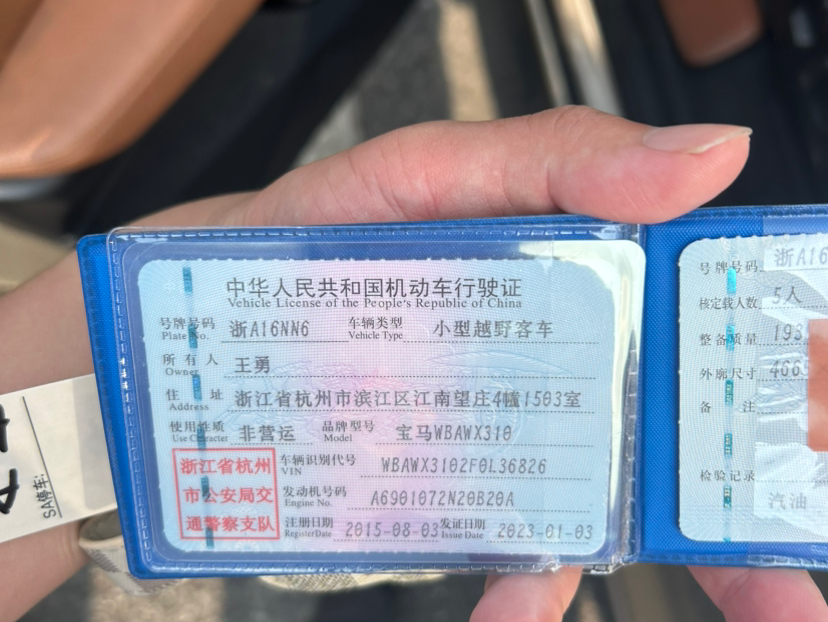 中华人民共和国机动车行驶证
Vehicle License of the People's Republic of China
号牌号码 浙A16NN6 车辆类型 小型越野客车
Plate No. Vehicle Type
所有人 王勇
Owner
住址 浙江省杭州市滨江区江南望庄4幢1503室
Address
使用性质 非营运 品牌型号 宝马WBAWX310
Use Character Model
浙江省杭州
市公安局交
通警察支队
车辆识别代号 WBAWX3102F0L36826
VIN
发动机号码 A6901072N20B20A
Engine No.
注册日期 2015-08-03 发证日期 2023-01-03
Register Date Issue Date
号牌号码 浙A16
核定载人数 5人
整备质量 193
外廓尺寸 466
备注
检验记录
汽油
SA停车: